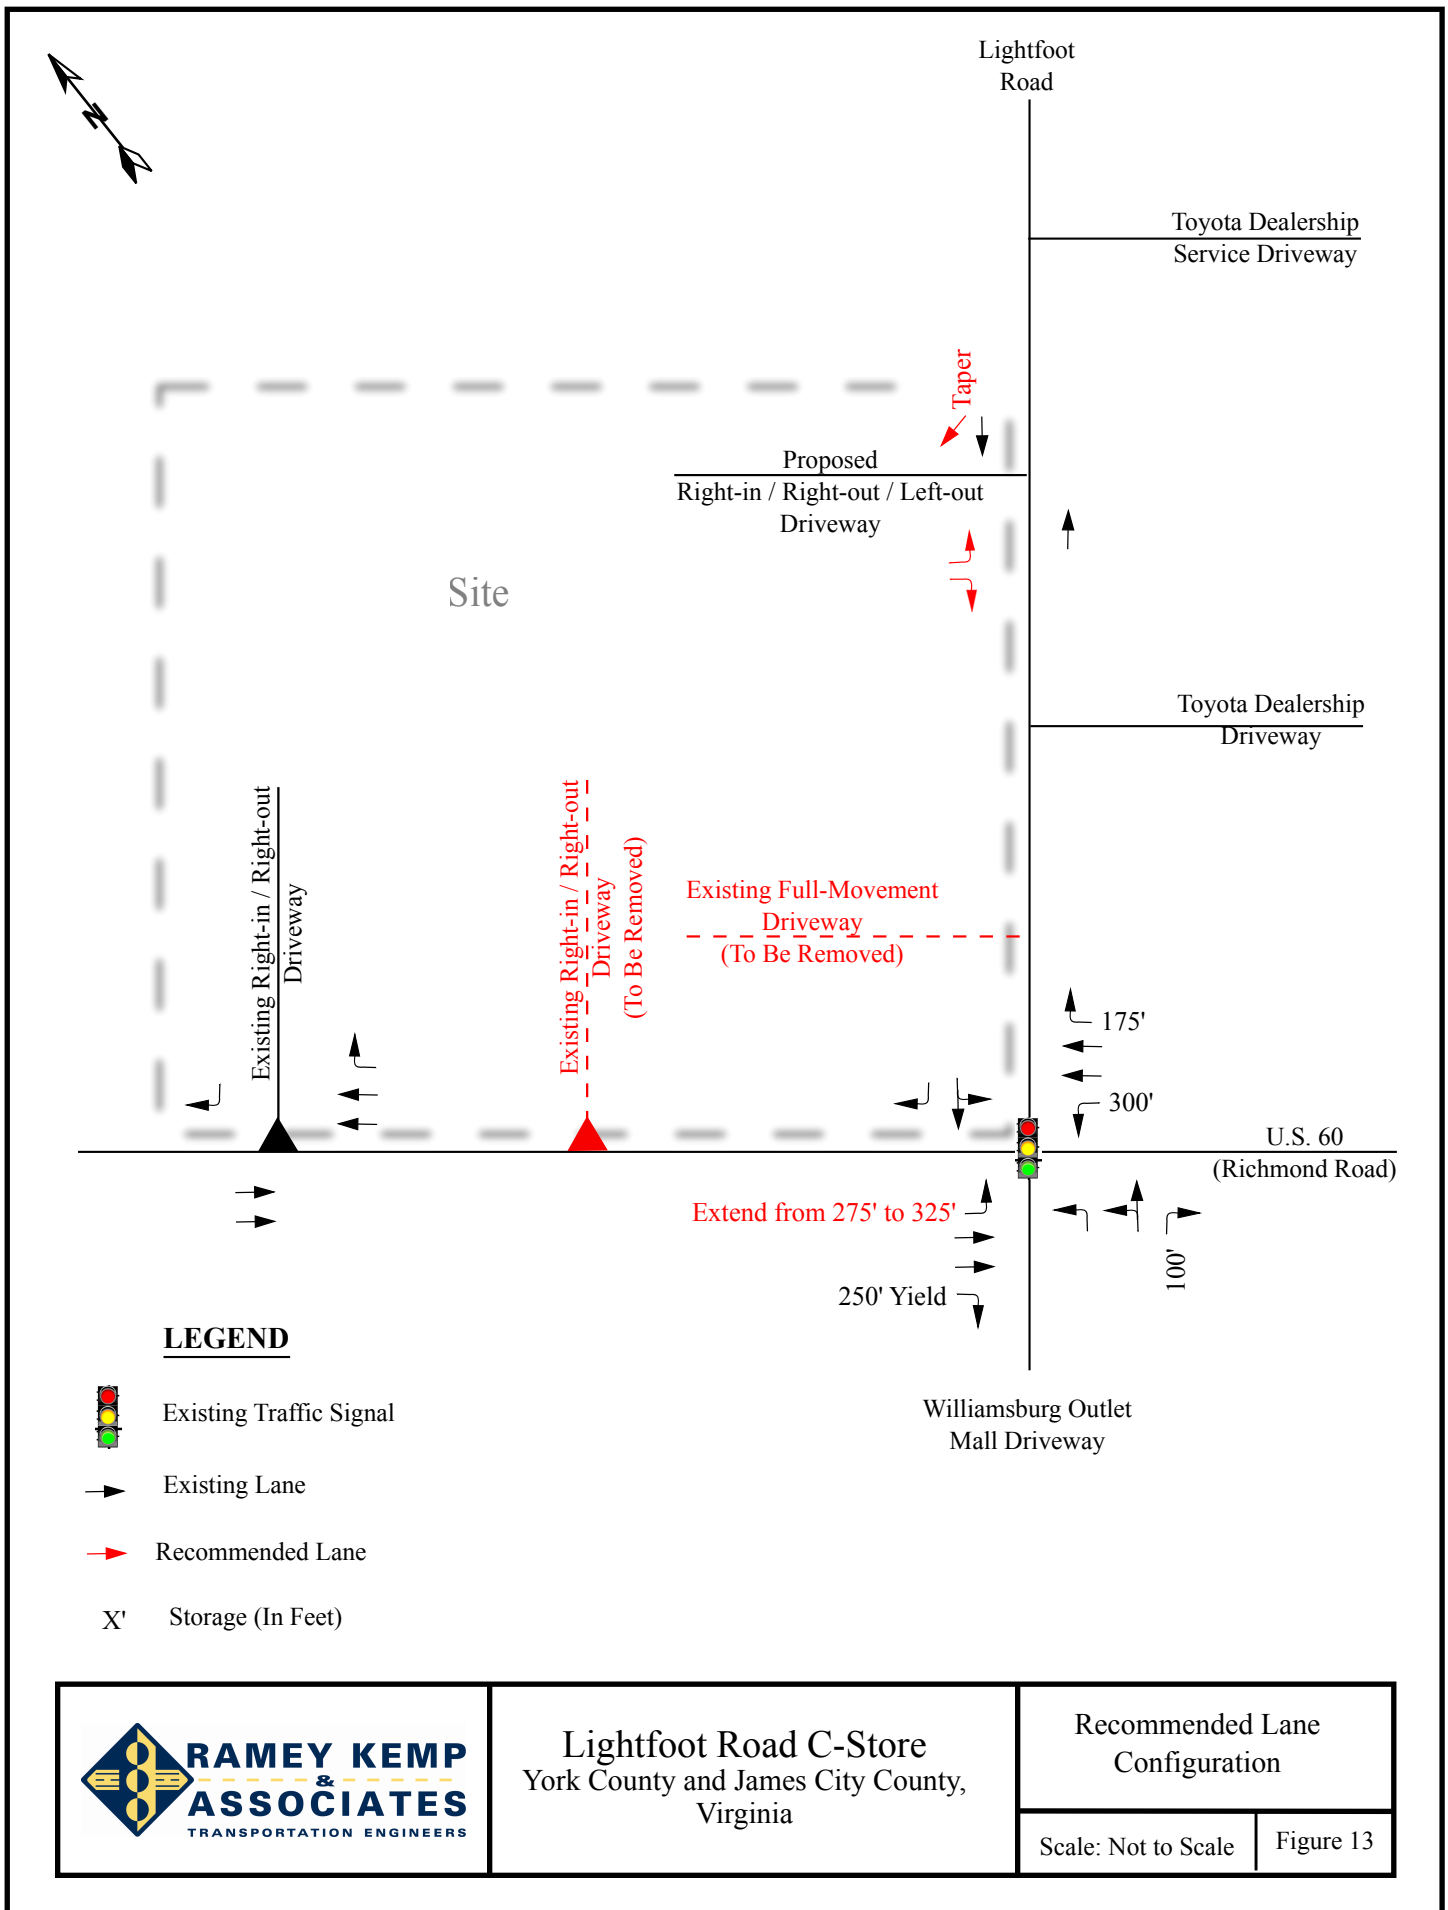 N
Lightfoot
Road
Toyota Dealership
Service Driveway
Taper
Proposed
Right-in / Right-out / Left-out
Driveway
Site
Toyota Dealership
Driveway
Existing Right-in / Right-out
Driveway
Existing Right-in / Right-out
Driveway
(To Be Removed)
Existing Full-Movement
Driveway
(To Be Removed)
175'
300'
U.S. 60
(Richmond Road)
Extend from 275' to 325'
100'
250' Yield
Williamsburg Outlet
Mall Driveway
LEGEND
Existing Traffic Signal
Existing Lane
Recommended Lane
X' Storage (In Feet)
RAMEY KEMP
&
ASSOCIATES
TRANSPORTATION ENGINEERS
Lightfoot Road C-Store
York County and James City County,
Virginia
Recommended Lane
Configuration
Scale: Not to Scale
Figure 13